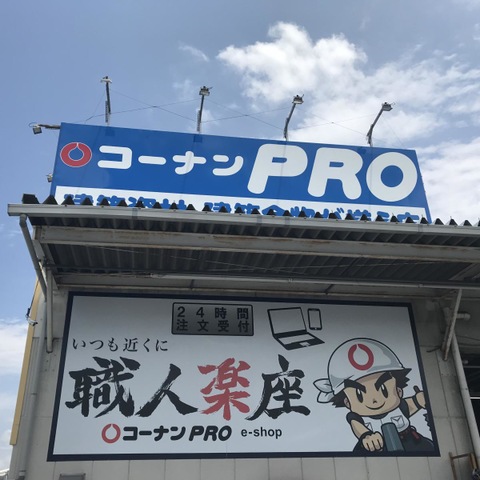 コーナンPRO
24時間
注文受付
いつも近くに
職人楽座
コーナンPRO e-shop